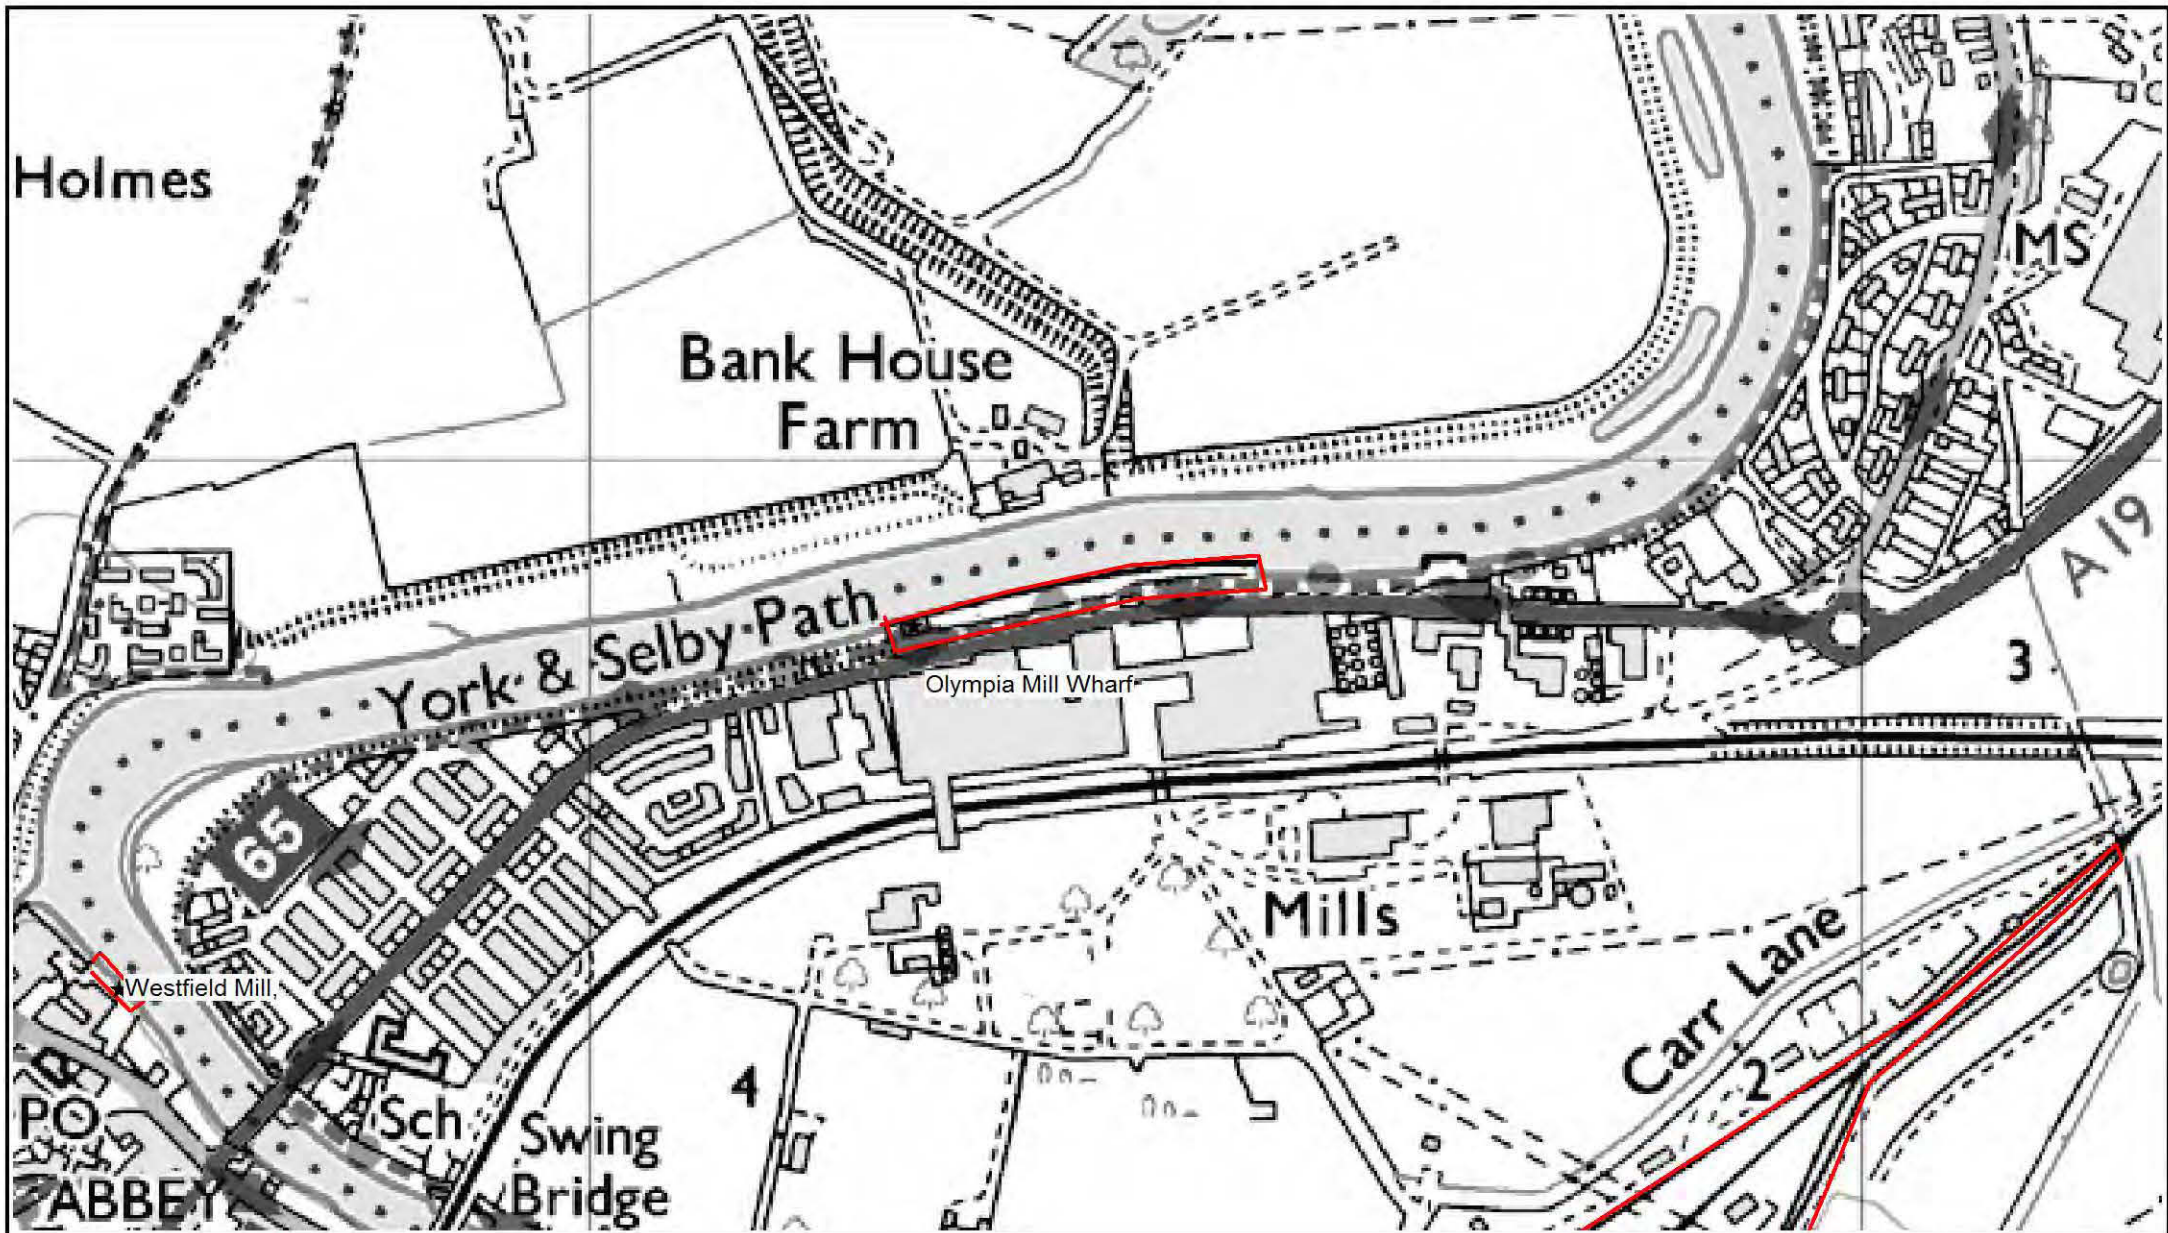 Holmes
MS
Bank House
Farm
A 19
York & Selby Path
3
Olympia Mill Wharf
65
Mills
Carr Lane
Westfield Mill,
2
4
PO
Sch
Swing
Bridge
ABBEY